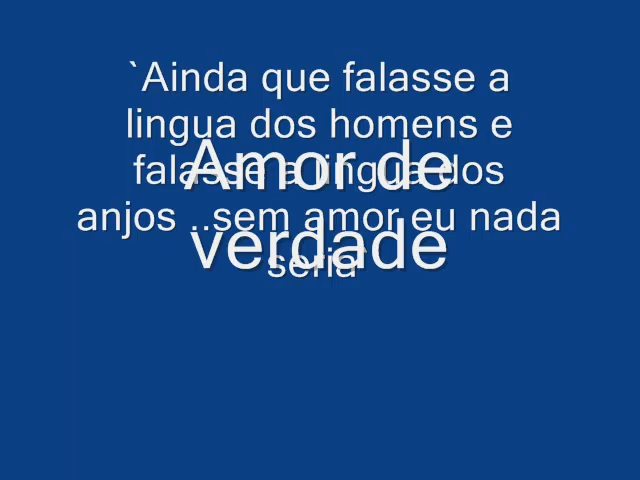 `Ainda que falasse a
lingua dos homens e
falasse a lingua dos
anjos ..sem amor eu nada
seria`
Amor de
verdade